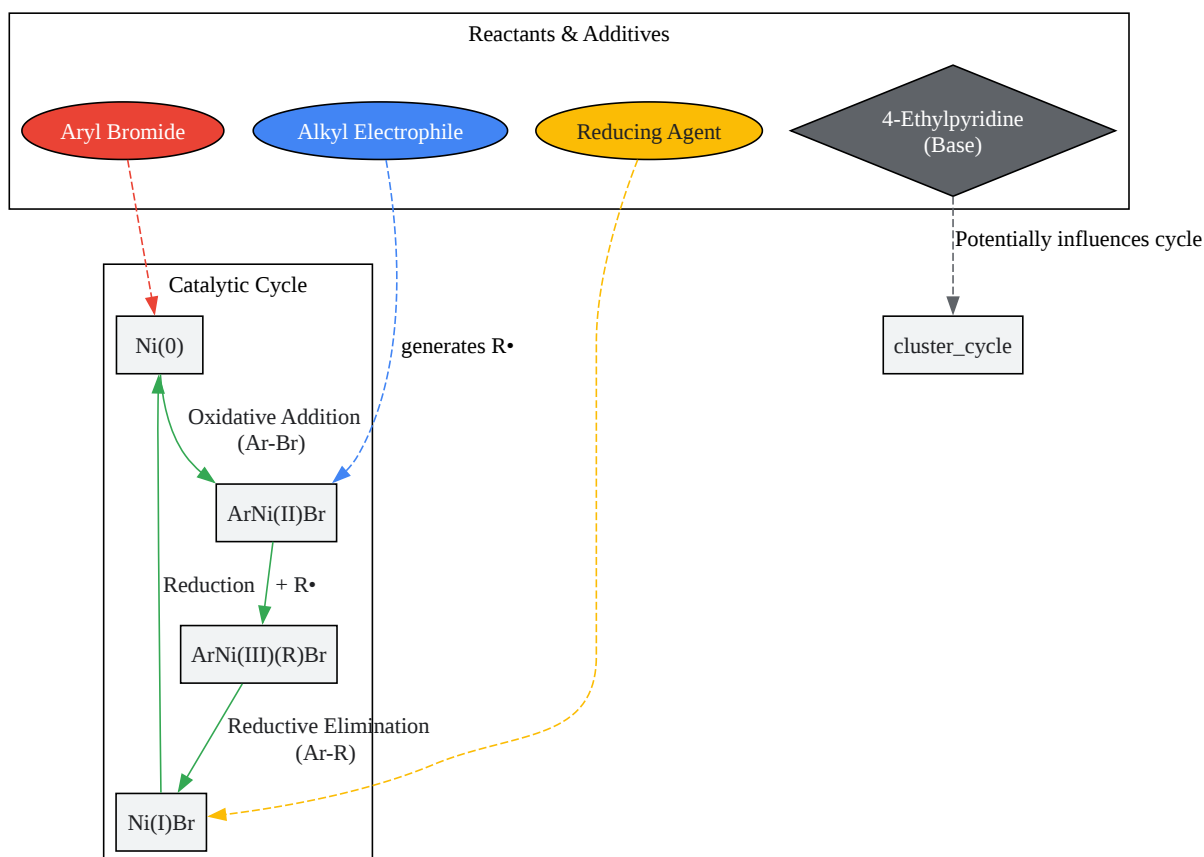 Reactants & Additives
Aryl Bromide
Alkyl Electrophile
Reducing Agent
4-Ethylpyridine
(Base)
Potentially influences cycle
Catalytic Cycle
Ni(0)
cluster_cycle
generates R•
Oxidative Addition
(Ar-Br)
ArNi(II)Br
Reduction
+ R•
ArNi(III)(R)Br
Reductive Elimination
(Ar-R)
Ni(I)Br